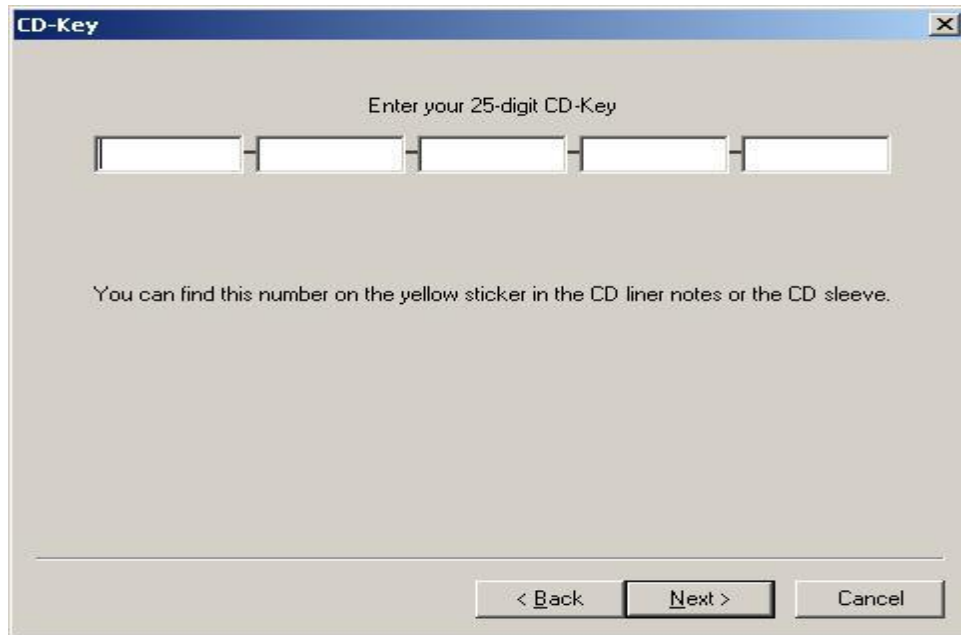 CD-Key
Enter your 25-digit CD-Key
You can find this number on the yellow sticker in the CD liner notes or the CD sleeve.
< Back Next > Cancel